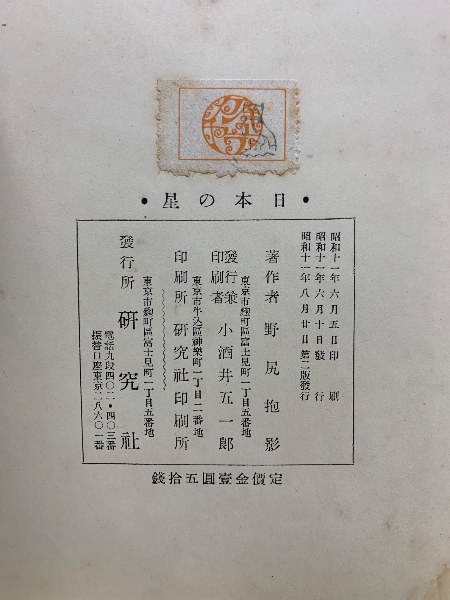 日本の星
昭和十一年六月五日印刷
昭和十一年六月十日發行
昭和十一年八月廿日第二版發行
著作者 野尻抱影
東京市麴町區富士見町一丁目五番地
發行兼印刷者 小酒井五一郎
東京市牛込區神樂町一丁目二番地
印刷所 硏究社印刷所
東京市麴町區富士見町一丁目五番地
發行所 硏究社
電話九段四〇二・四〇三番
振替口座東京二八六〇一番
定價金壹圓五拾錢